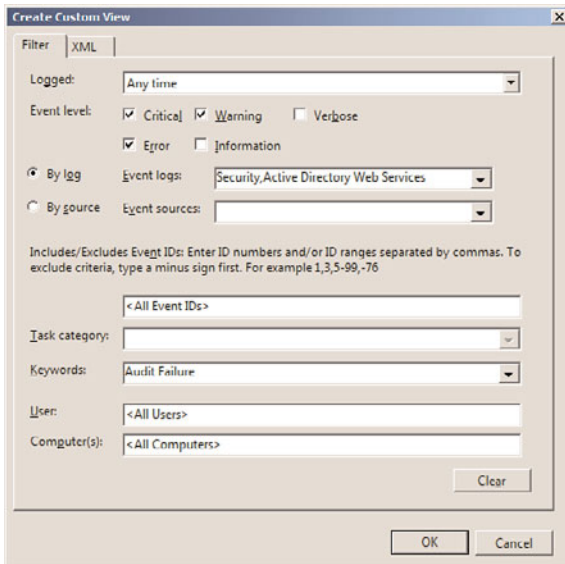 Create Custom View
Filter XML
Logged: Any time
Event level: Critical Warning Verbose
Error Information
By log Event logs: Security,Active Directory Web Services
By source Event sources:
Includes/Excludes Event IDs: Enter ID numbers and/or ID ranges separated by commas. To
exclude criteria, type a minus sign first. For example 1,3,5-99,-76
<All Event IDs>
Task category:
Keywords: Audit Failure
User: <All Users>
Computer(s): <All Computers>
Clear
OK Cancel